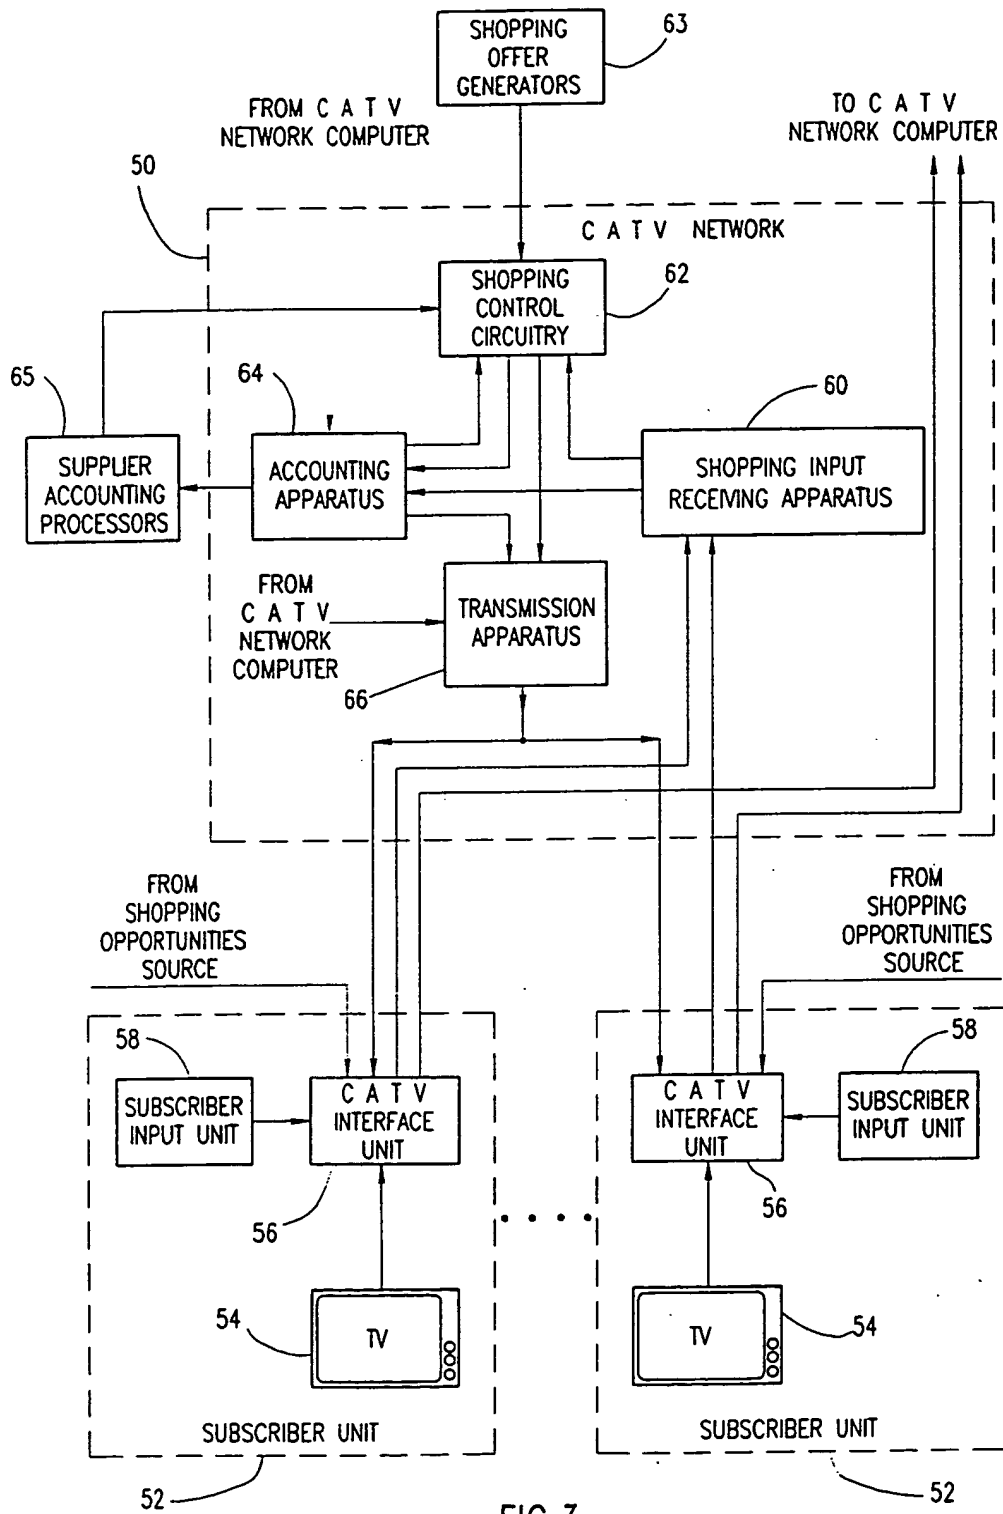 SHOPPING
OFFER
GENERATORS
63
FROM C A T V
NETWORK COMPUTER
TO C A T V
NETWORK COMPUTER
50
C A T V NETWORK
SHOPPING
CONTROL
CIRCUITRY
62
65
64
60
SUPPLIER
ACCOUNTING
PROCESSORS
ACCOUNTING
APPARATUS
SHOPPING INPUT
RECEIVING APPARATUS
FROM
C A T V
NETWORK
COMPUTER
TRANSMISSION
APPARATUS
66
FROM
SHOPPING
OPPORTUNITIES
SOURCE
FROM
SHOPPING
OPPORTUNITIES
SOURCE
58
SUBSCRIBER
INPUT UNIT
C A T V
INTERFACE
UNIT
56
54
TV
SUBSCRIBER UNIT
52
C A T V
INTERFACE
UNIT
58
SUBSCRIBER
INPUT UNIT
56
TV
54
SUBSCRIBER UNIT
52